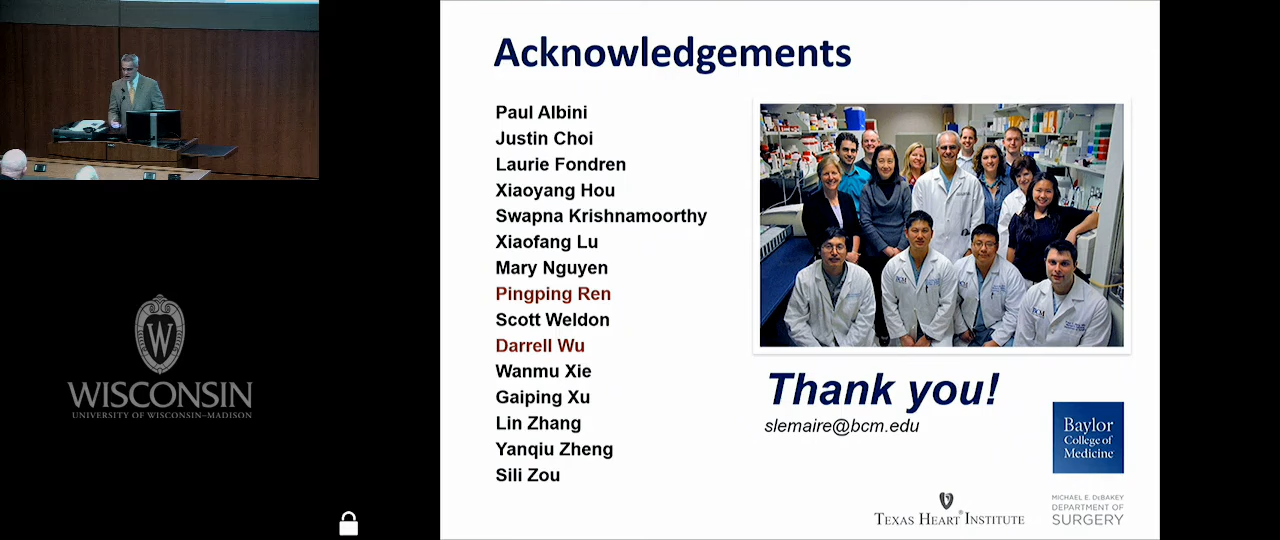 Acknowledgements
Paul Albini
Justin Choi
Laurie Fondren
Xiaoyang Hou
Swapna Krishnamoorthy
Xiaofang Lu
Mary Nguyen
Pingping Ren
Scott Weldon
Darrell Wu
Wanmu Xie
Gaiping Xu
Lin Zhang
Yanqiu Zheng
Sili Zou
BCM
Thank you!
slemaire@bcm.edu
Baylor
College of
Medicine
TEXAS HEART® INSTITUTE
MICHAEL E. DEBAKEY
DEPARTMENT OF
SURGERY
W
WISCONSIN
UNIVERSITY OF WISCONSIN–MADISON